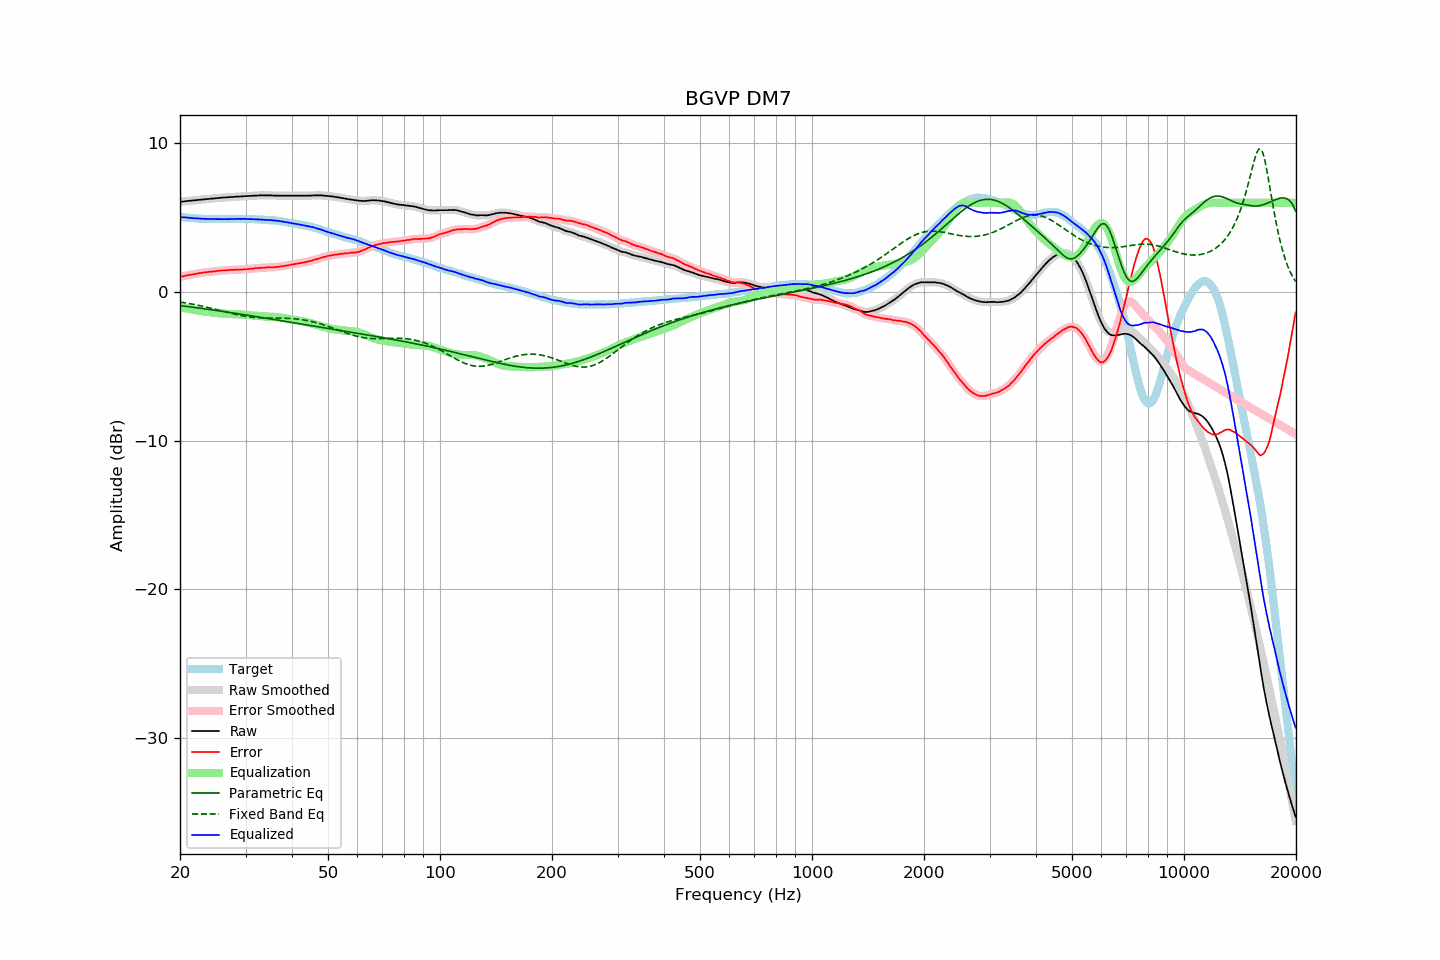 BGVP DM7
Amplitude (dBr)
10
0
−10
−20
−30
Target
Raw Smoothed
Error Smoothed
Raw
Error
Equalization
Parametric Eq
Fixed Band Eq
Equalized
20 50 100 200 500 1000 2000 5000 10000 20000
Frequency (Hz)